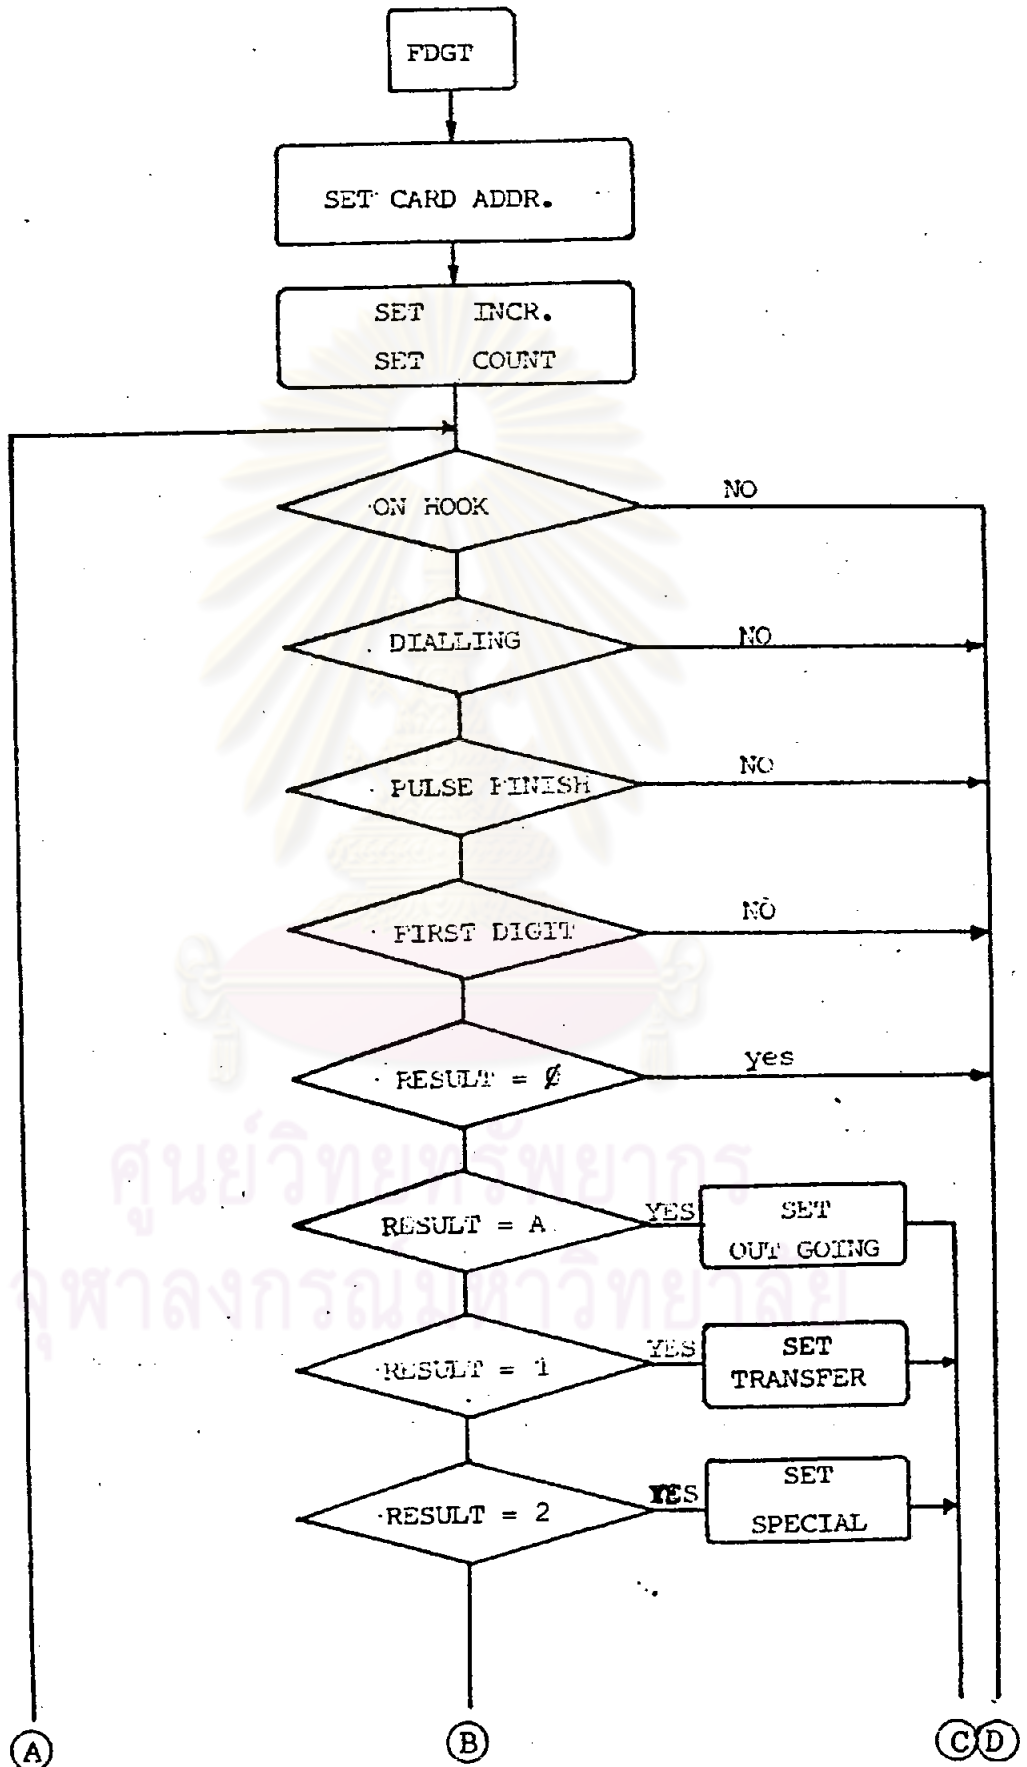 FDGT
SET CARD ADDR.
SET INCR.
SET COUNT
ON HOOK
NO
DIALLING
NO
PULSE FINISH
NO
FIRST DIGIT
NO
RESULT = Ø
yes
ศูนย์วิทยทรัพยากร
RESULT = A
YES
SET
OUT GOING
จุฬาลงกรณ์มหาวิทยาลัย
RESULT = 1
YES
SET
TRANSFER
RESULT = 2
YES
SET
SPECIAL
A
B
C
D